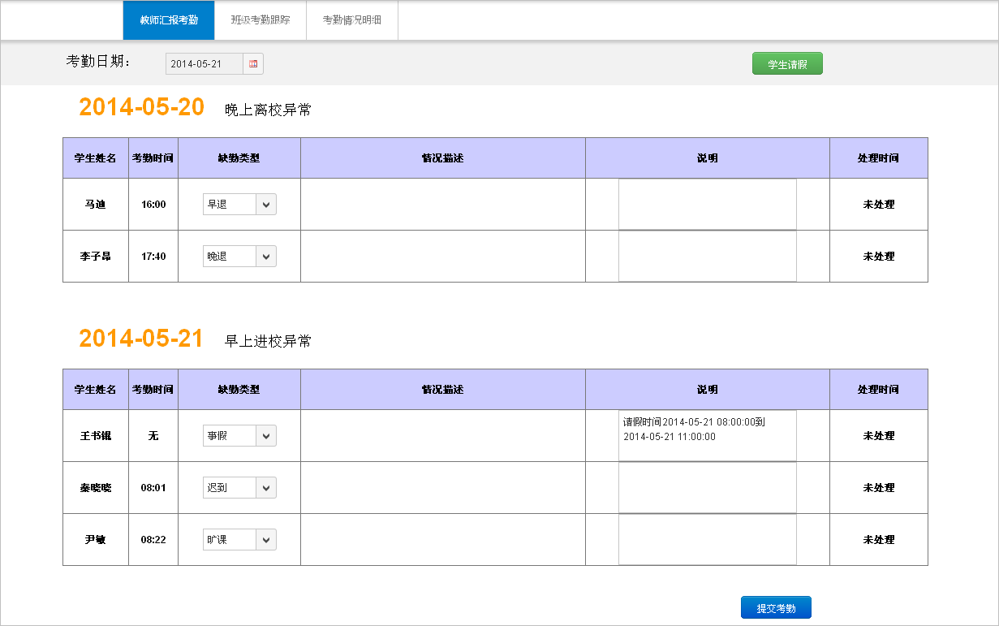 教师汇报考勤 班级考勤跟踪 考勤情况明细
考勤日期: 2014-05-21 学生请假
2014-05-20 晚上离校异常
学生姓名 考勤时间 缺勤类型 情况描述 说明 处理时间
马迪 16:00 早退 未处理
李子昂 17:40 晚退 未处理
2014-05-21 早上进校异常
学生姓名 考勤时间 缺勤类型 情况描述 说明 处理时间
王书锟 无 事假 请假时间2014-05-21 08:00:00到 未处理
2014-05-21 11:00:00
秦晓晓 08:01 迟到 未处理
尹敏 08:22 旷课 未处理
提交考勤